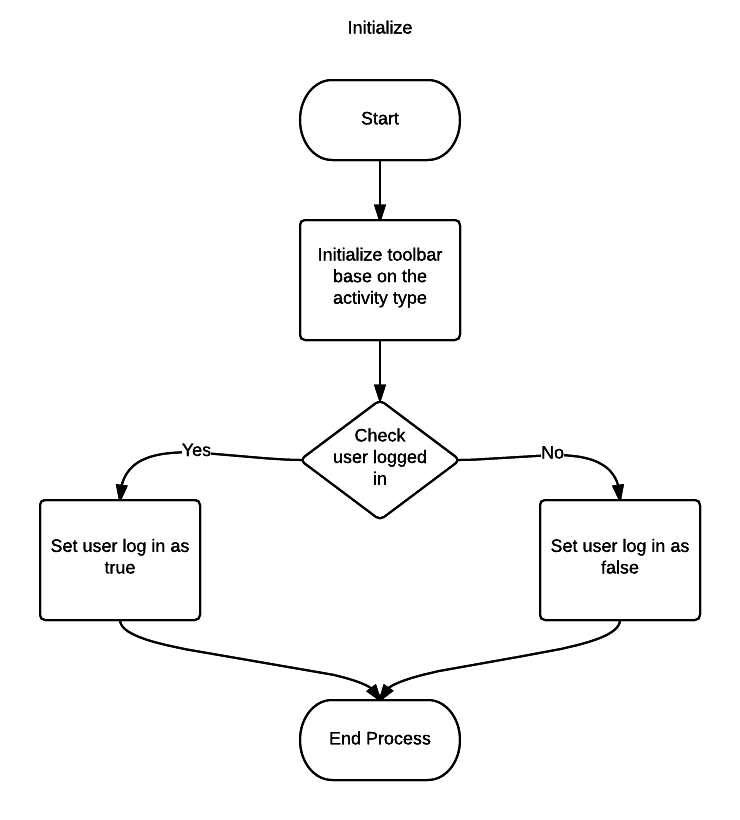 Initialize
Start
Initialize toolbar
base on the
activity type
Check
user logged
in
Yes
No
Set user log in as
true
Set user log in as
false
End Process